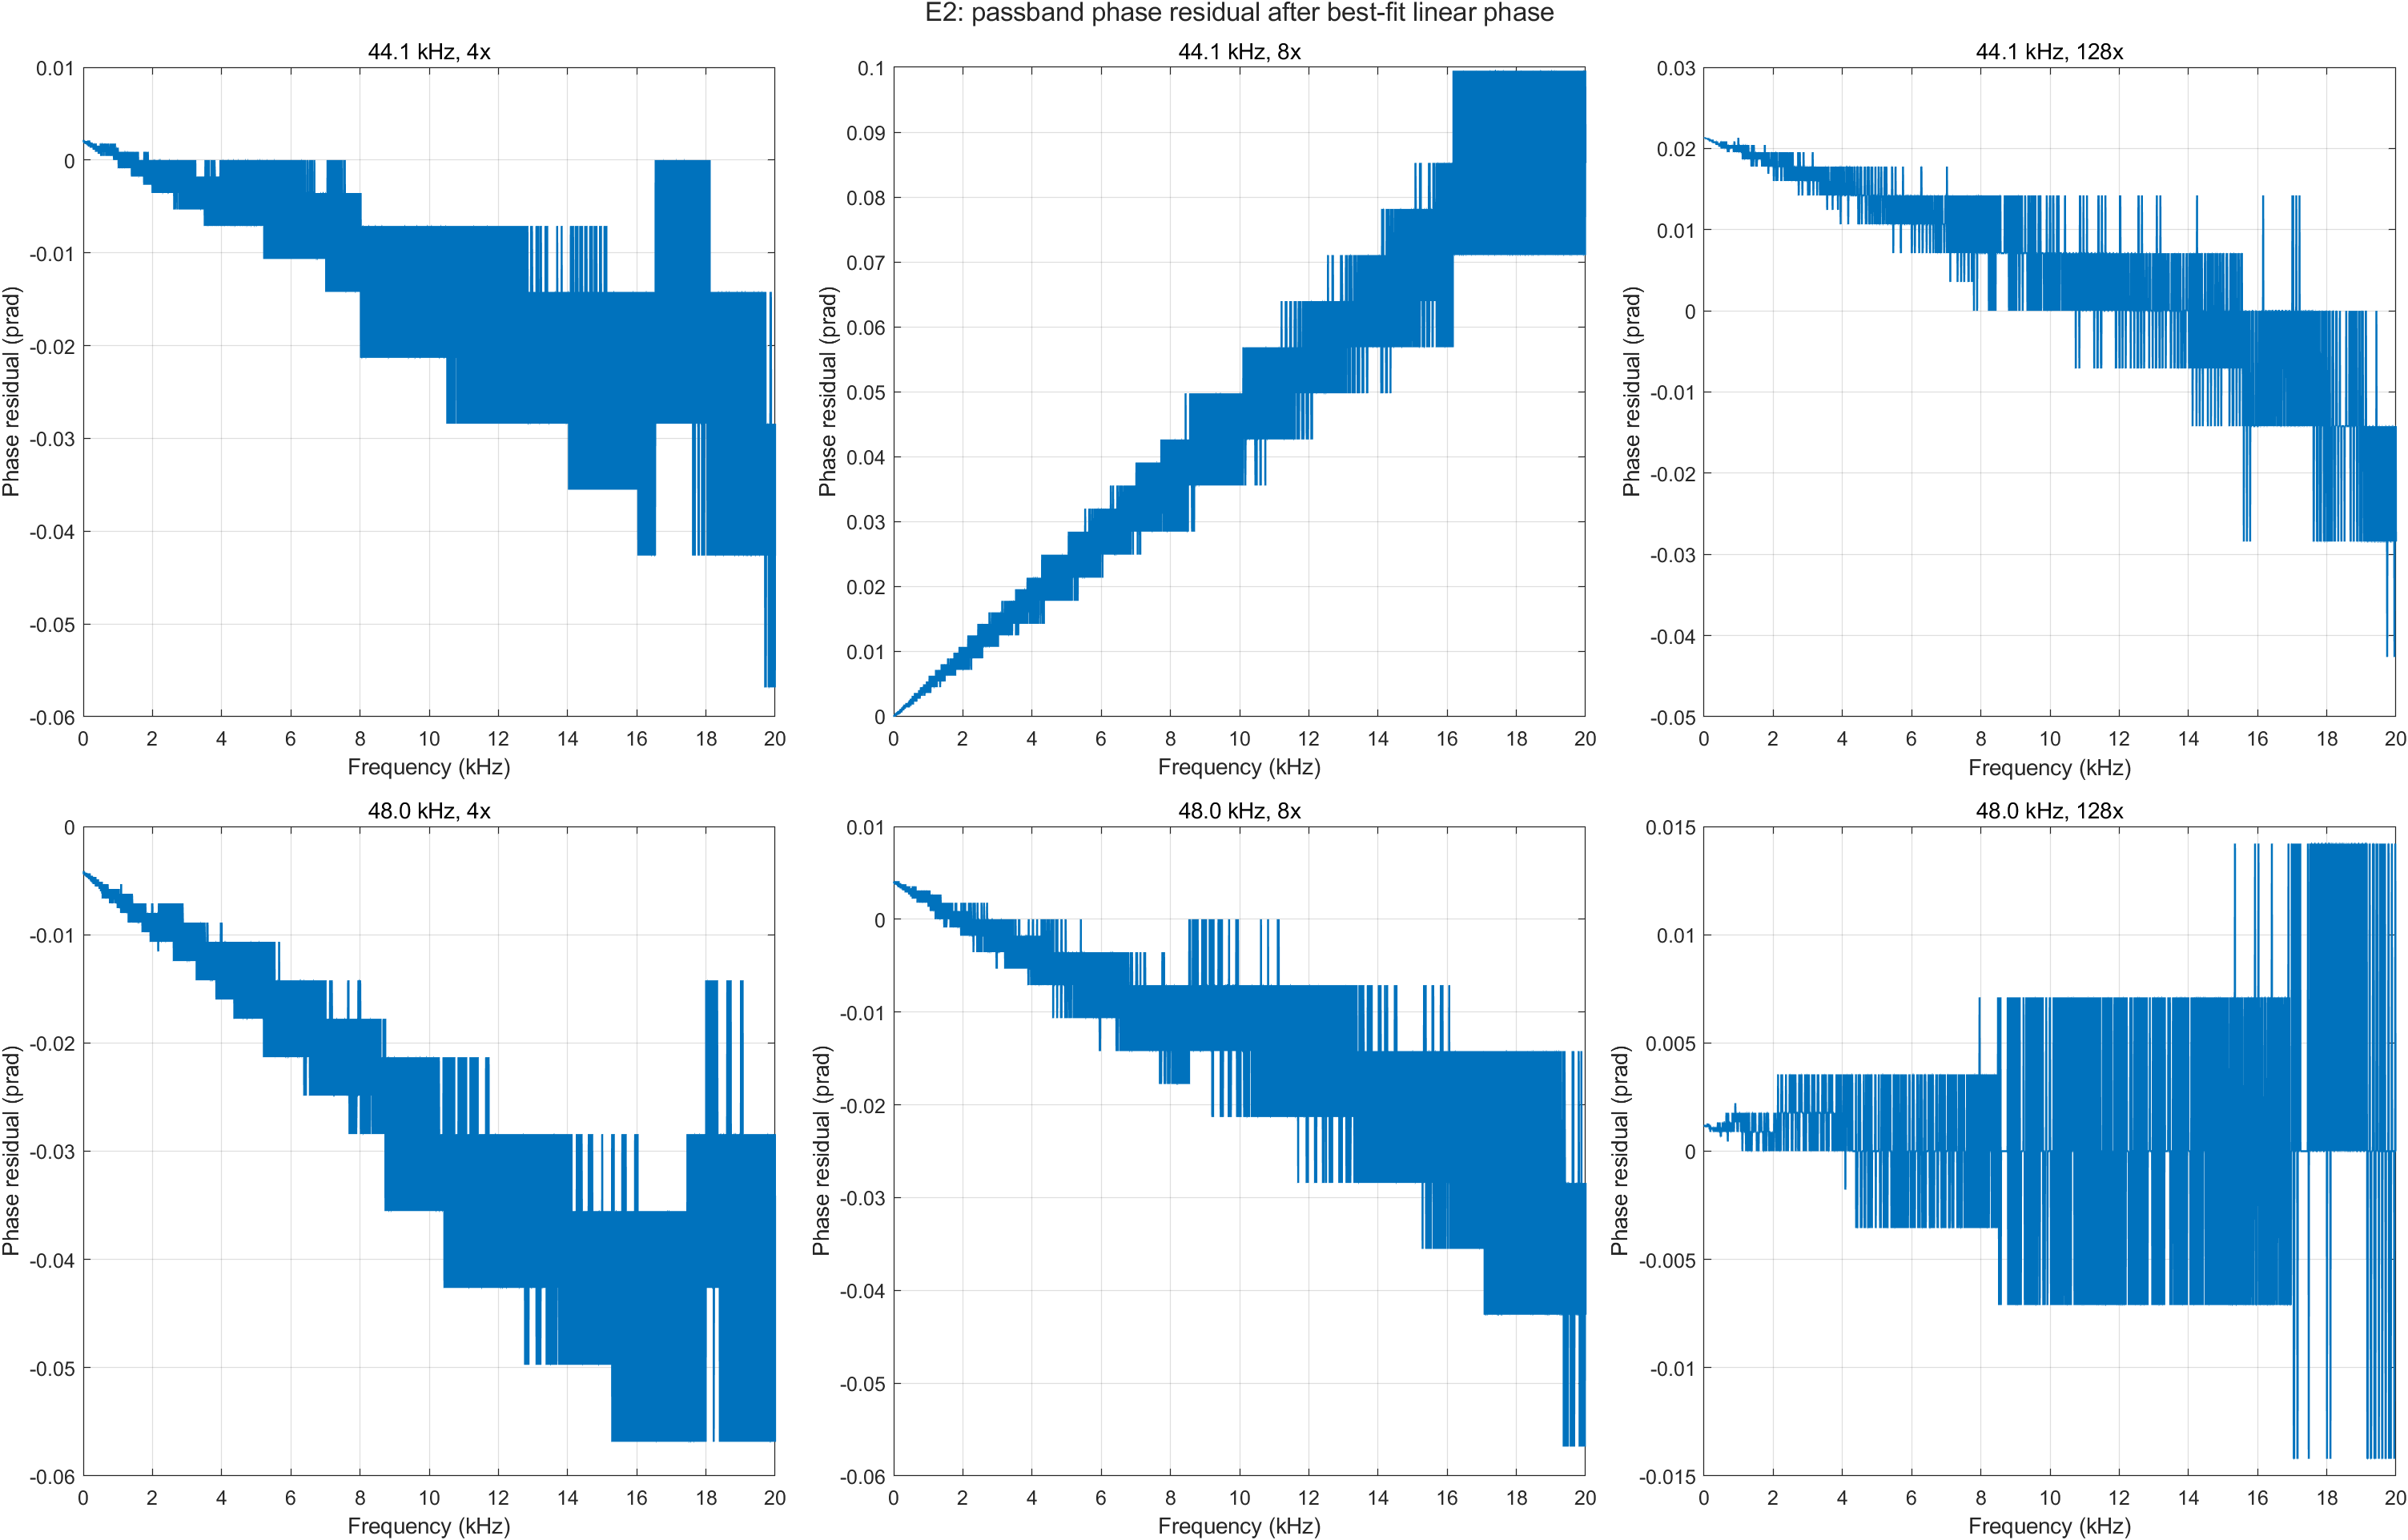 E2: passband phase residual after best-fit linear phase
44.1 kHz, 4x
Phase residual (prad)
0.01
0
-0.01
-0.02
-0.03
-0.04
-0.05
-0.06
0 2 4 6 8 10 12 14 16 18 20
Frequency (kHz)
44.1 kHz, 8x
Phase residual (prad)
0.1
0.09
0.08
0.07
0.06
0.05
0.04
0.03
0.02
0.01
0
0 2 4 6 8 10 12 14 16 18 20
Frequency (kHz)
44.1 kHz, 128x
Phase residual (prad)
0.03
0.02
0.01
0
-0.01
-0.02
-0.03
-0.04
-0.05
0 2 4 6 8 10 12 14 16 18 20
Frequency (kHz)
48.0 kHz, 4x
Phase residual (prad)
0
-0.01
-0.02
-0.03
-0.04
-0.05
-0.06
0 2 4 6 8 10 12 14 16 18 20
Frequency (kHz)
48.0 kHz, 8x
Phase residual (prad)
0.01
0
-0.01
-0.02
-0.03
-0.04
-0.05
-0.06
0 2 4 6 8 10 12 14 16 18 20
Frequency (kHz)
48.0 kHz, 128x
Phase residual (prad)
0.015
0.01
0.005
0
-0.005
-0.01
-0.015
0 2 4 6 8 10 12 14 16 18 20
Frequency (kHz)